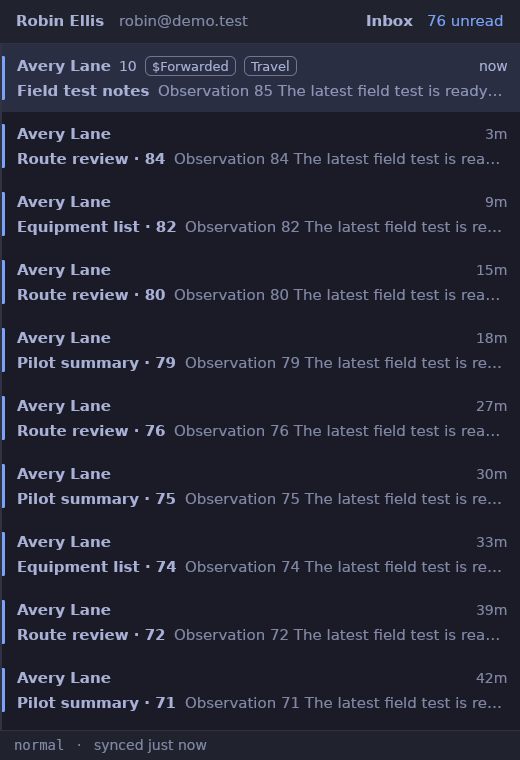 Robin Ellis robin@demo.test Inbox 76 unread
Avery Lane 10 $Forwarded Travel now
Field test notes Observation 85 The latest field test is ready…
Avery Lane 3m
Route review · 84 Observation 84 The latest field test is rea…
Avery Lane 9m
Equipment list · 82 Observation 82 The latest field test is re…
Avery Lane 15m
Route review · 80 Observation 80 The latest field test is rea…
Avery Lane 18m
Pilot summary · 79 Observation 79 The latest field test is re…
Avery Lane 27m
Route review · 76 Observation 76 The latest field test is rea…
Avery Lane 30m
Pilot summary · 75 Observation 75 The latest field test is re…
Avery Lane 33m
Equipment list · 74 Observation 74 The latest field test is re…
Avery Lane 39m
Route review · 72 Observation 72 The latest field test is rea…
Avery Lane 42m
Pilot summary · 71 Observation 71 The latest field test is re…
normal · synced just now